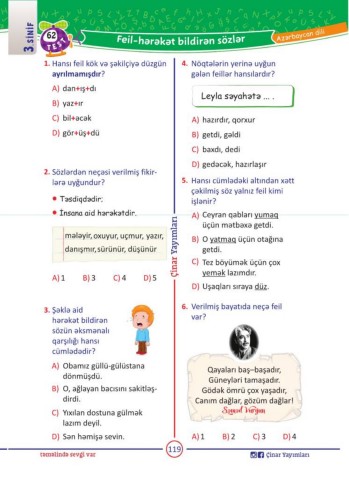 3 SINIF
62
TEST
Feil-hərəkət bildirən sözlər
Azərbaycan dili
1. Hansı feil kök və şəkilçiyə düzgün
ayrılmamışdır?
A) dan+ış+dı
B) yaz+ır
C) bil+əcək
D) gör+üş+dü
2. Sözlərdən neçəsi verilmiş fikir-
lərə uyğundur?
• Təsdiqdədir:
• İnsana aid hərəkətdir.
mələyir, oxuyur, uçmur, yazır,
danışmır, sürünür, düşünür
A) 1 B) 3 C) 4 D) 5
3. Şəklə aid
hərəkət bildirən
sözün əksmənalı
qarşılığı hansı
cümlədədir?
A) Obamız güllü-gülüstana
dönmüşdü.
B) O, ağlayan bacısını sakitləş-
dirdi.
C) Yıxılan dostuna gülmək
lazım deyil.
D) Sən həmişə sevin.
4. Nöqtələrin yerinə uyğun
gələn feillər hansılardır?
Leyla səyahətə ... .
A) hazırdır, qorxur
B) getdi, gəldi
C) baxdı, dedi
D) gedəcək, hazırlaşır
5. Hansı cümlədəki altından xətt
çəkilmiş söz yalnız feil kimi
işlənir?
A) Ceyran qabları yumaq
üçün mətbəxə getdi.
B) O yatmaq üçün otağına
getdi.
C) Tez böyümək üçün çox
yemək lazımdır.
D) Uşaqları sıraya düz.
6. Verilmiş bayatıda neçə feil
var?
Qayaları baş-başadır,
Güneyləri tamaşadır.
Gödək ömrü çox yaşadır,
Canım dağlar, gözüm dağlar!
Səməd Vurğun
A) 1 B) 2 C) 3 D) 4
Çinar Yayımları
təməlində sevgi var
119
Çinar Yayımları